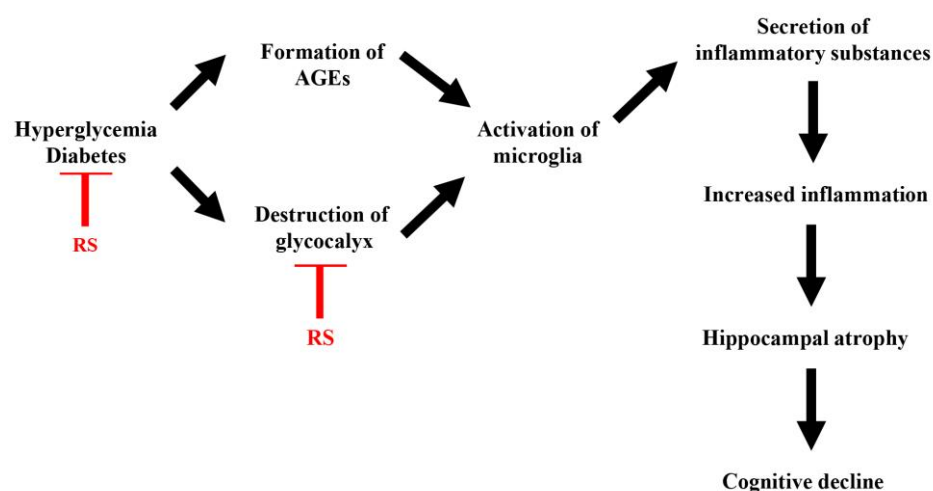 Hyperglycemia
Diabetes
RS
Formation of
AGEs
Destruction of
glycocalyx
RS
Activation of
microglia
Secretion of
inflammatory substances
Increased inflammation
Hippocampal atrophy
Cognitive decline